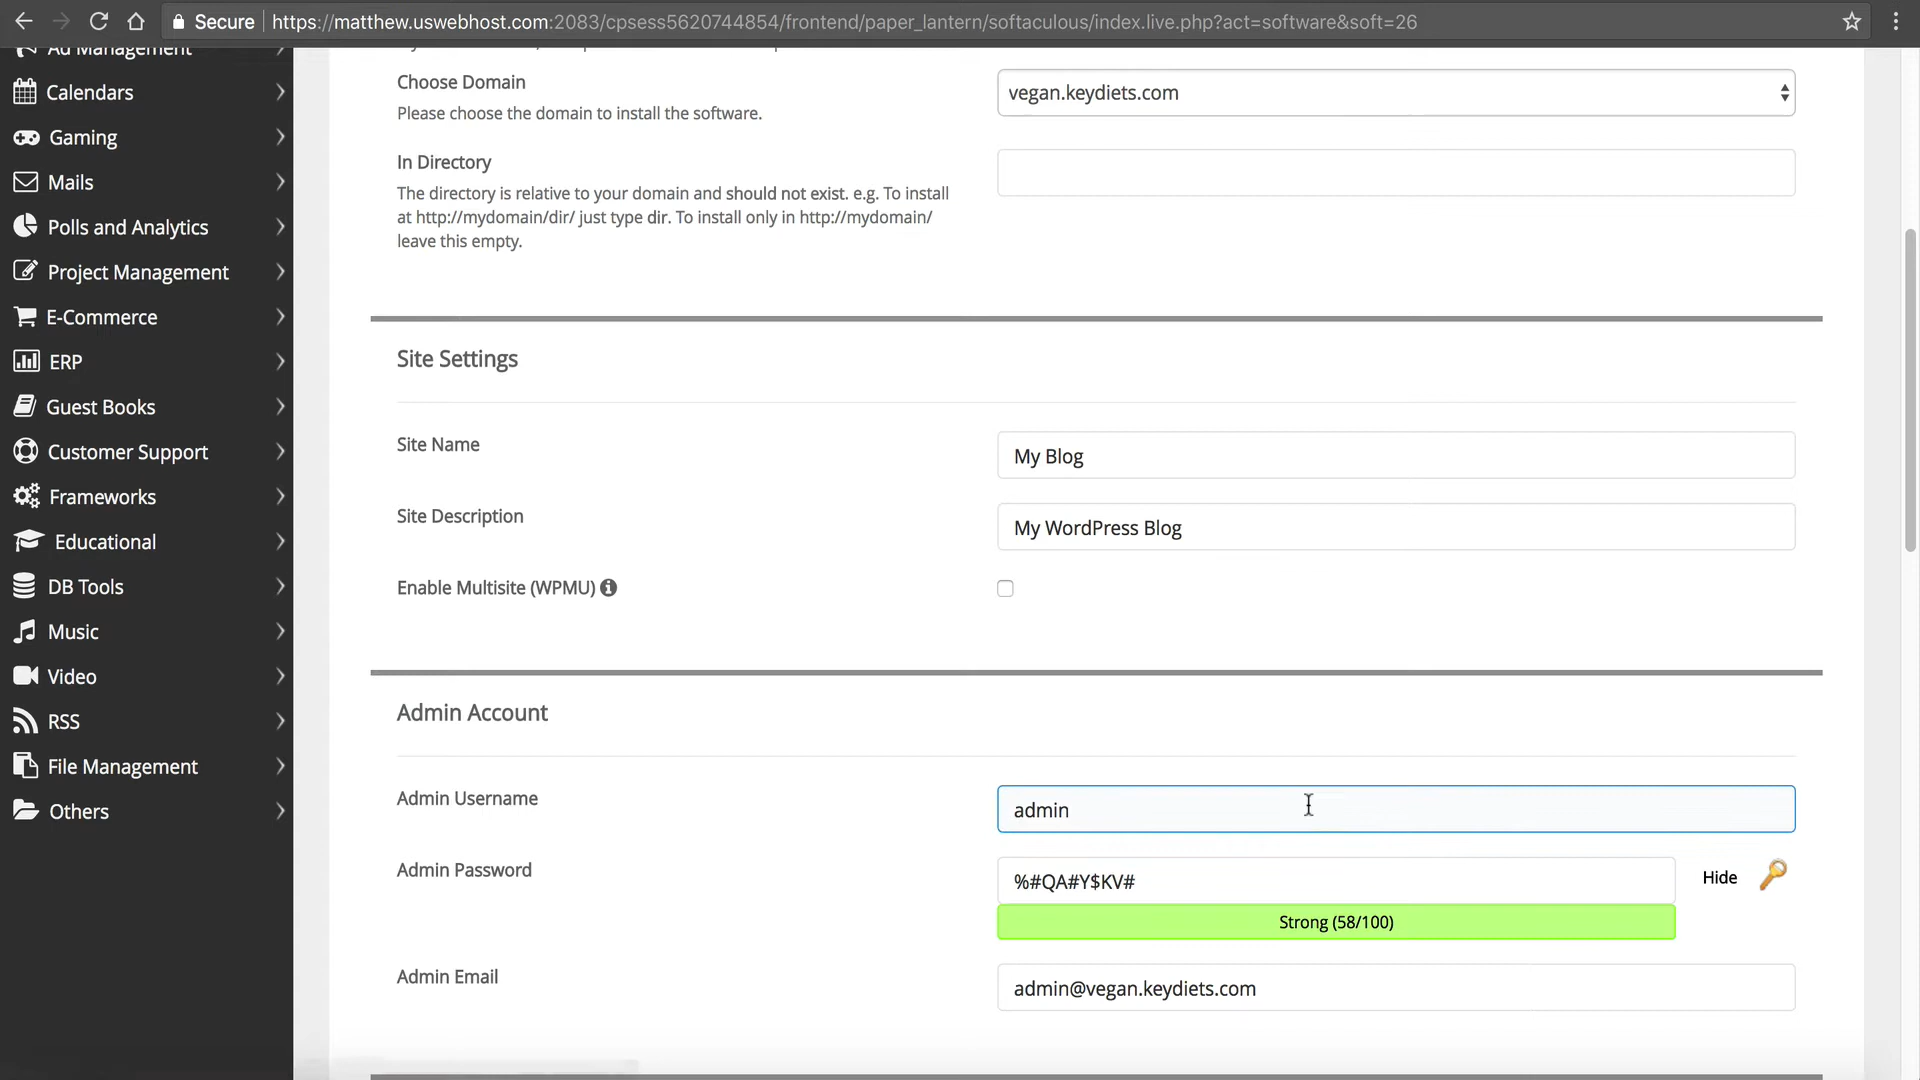 Secure
https://matthew.uswebhost.com:2083/cpsess5620744854/frontend/paper_lantern/softaculous/index.live.php?act=software&soft=26
Ad Management
Calendars
Gaming
Mails
Polls and Analytics
Project Management
E-Commerce
ERP
Guest Books
Customer Support
Frameworks
Educational
DB Tools
Music
Video
RSS
File Management
Others
Choose Domain
Please choose the domain to install the software.
vegan.keydiets.com
In Directory
The directory is relative to your domain and should not exist. e.g. To install
at http://mydomain/dir/ just type dir. To install only in http://mydomain/
leave this empty.
Site Settings
Site Name
My Blog
Site Description
My WordPress Blog
Enable Multisite (WPMU)
Admin Account
Admin Username
admin
Admin Password
%#QA#Y$KV#
Hide
Strong (58/100)
Admin Email
admin@vegan.keydiets.com